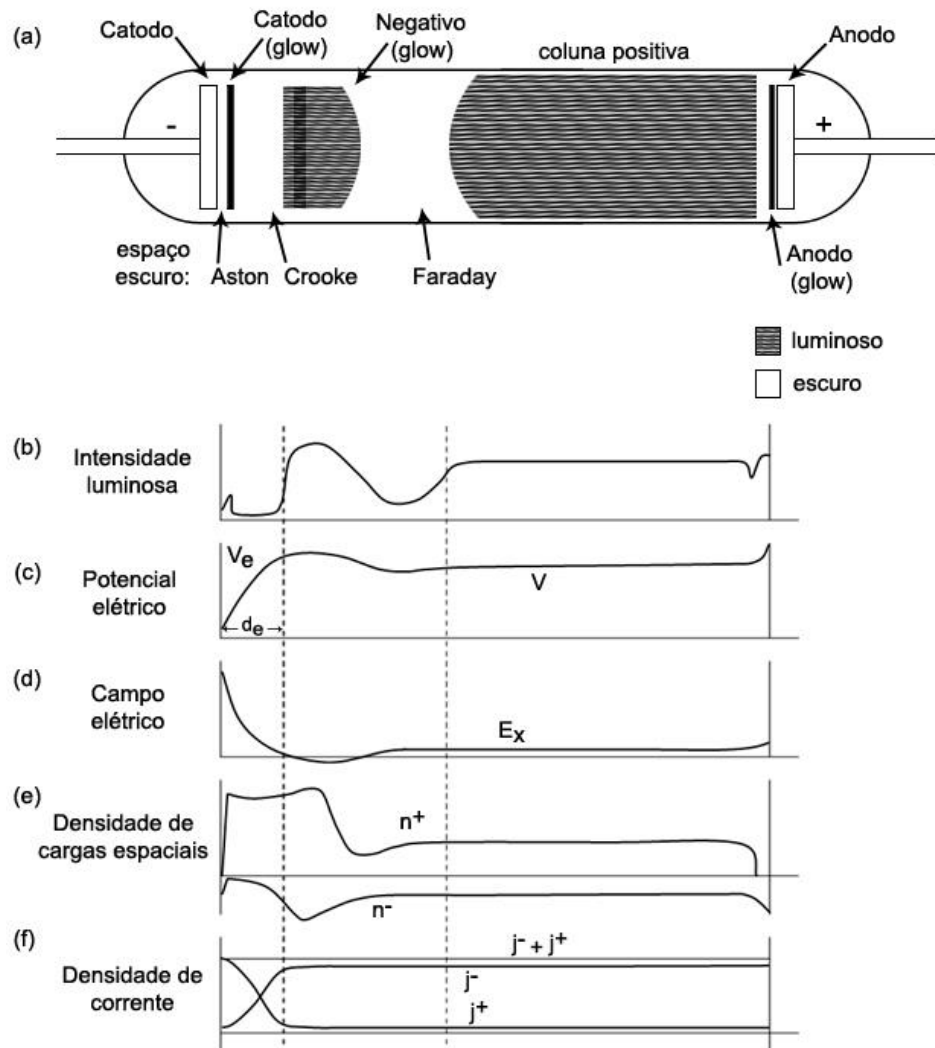 (a)
Catodo
Catodo
(glow)
Negativo
(glow)
coluna positiva
Anodo
-
+
espaço
escuro: Aston Crooke Faraday
Anodo
(glow)
luminoso
escuro
(b)
Intensidade
luminosa
(c)
Potencial
elétrico
Ve
← de →
V
(d)
Campo
elétrico
Ex
(e)
Densidade de
cargas espaciais
n+
n-
(f)
Densidade de
corrente
j- + j+
j-
j+